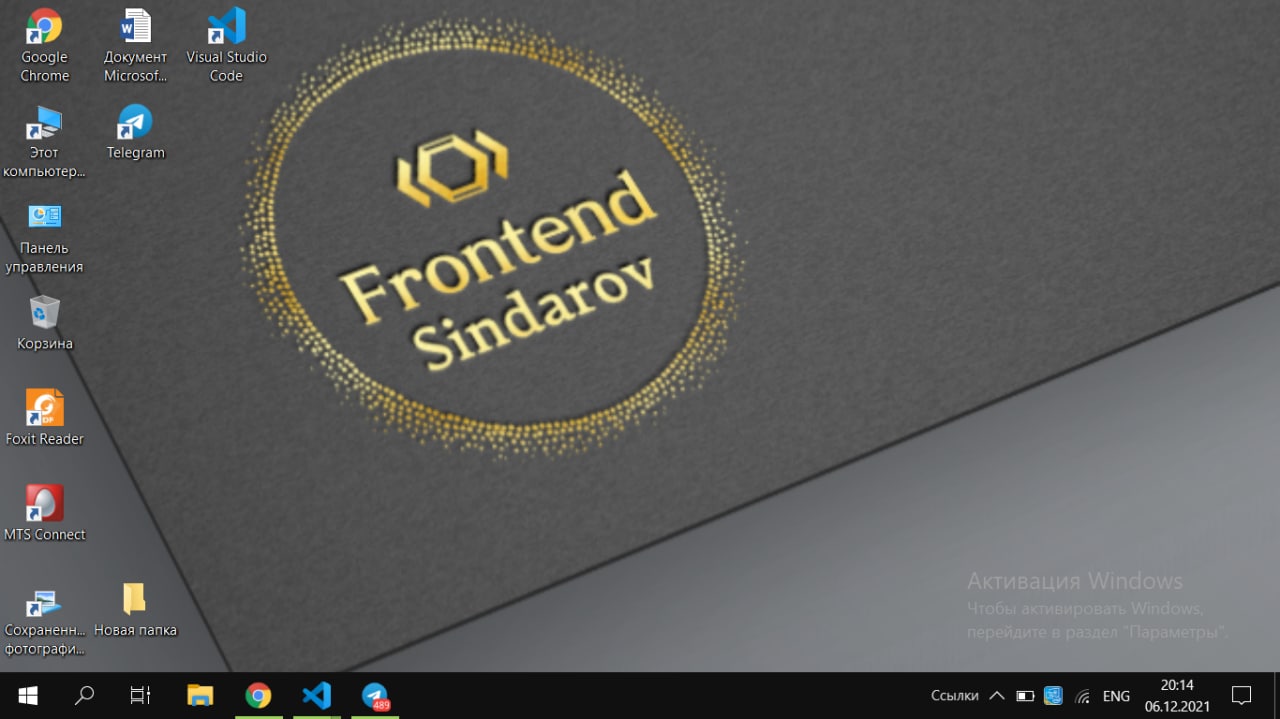 Google
Chrome
Документ
Microsof...
Visual Studio
Code
Этот
компьютер...
Telegram
Панель
управления
Корзина
Foxit Reader
MTS Connect
Сохраненн...
фотографи...
Новая папка
Frontend
Sindarov
Активация Windows
Чтобы активировать Windows,
перейдите в раздел "Параметры".
489
Ссылки
ENG
20:14
06.12.2021